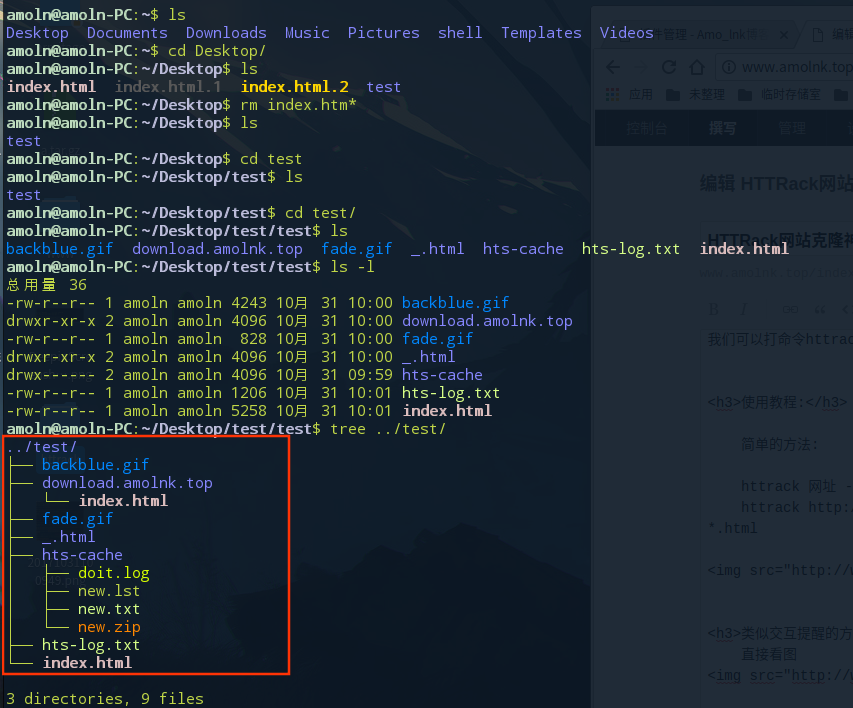 amoln@amoln-PC:~$ ls
Desktop  Documents  Downloads  Music  Pictures  shell  Templates  Videos
amoln@amoln-PC:~$ cd Desktop/
amoln@amoln-PC:~/Desktop$ ls
index.html  index.html.1  index.html.2  test
amoln@amoln-PC:~/Desktop$ rm index.htm*
amoln@amoln-PC:~/Desktop$ ls
test
amoln@amoln-PC:~/Desktop$ cd test
amoln@amoln-PC:~/Desktop/test$ ls
test
amoln@amoln-PC:~/Desktop/test$ cd test/
amoln@amoln-PC:~/Desktop/test/test$ ls
backblue.gif  download.amolnk.top  fade.gif  _.html  hts-cache  hts-log.txt  index.html
amoln@amoln-PC:~/Desktop/test/test$ ls -l
总用量 36
-rw-r--r-- 1 amoln amoln 4243 10月 31 10:00 backblue.gif
drwxr-xr-x 2 amoln amoln 4096 10月 31 10:00 download.amolnk.top
-rw-r--r-- 1 amoln amoln  828 10月 31 10:00 fade.gif
drwxr-xr-x 2 amoln amoln 4096 10月 31 10:00 _.html
drwx------ 2 amoln amoln 4096 10月 31 09:59 hts-cache
-rw-r--r-- 1 amoln amoln 1206 10月 31 10:01 hts-log.txt
-rw-r--r-- 1 amoln amoln 5258 10月 31 10:01 index.html
amoln@amoln-PC:~/Desktop/test/test$ tree ../test/
../test/
├── backblue.gif
├── download.amolnk.top
│   └── index.html
├── fade.gif
├── _.html
├── hts-cache
│   ├── doit.log
│   ├── new.lst
│   ├── new.txt
│   └── new.zip
├── hts-log.txt
└── index.html
3 directories, 9 files
管理 - Amo_lnk
编辑
www.amolnk.top
应用 未整理 临时存储室
控制台 撰写 管理
编辑 HTTRack网站
HTTRack网站克隆神
我们可以打命令httrac
<h3>使用教程:</h3>
简单的方法:
httrack 网址 -
httrack http:/
*.html
<img src="http://
<h3>类似交互提醒的方
直接看图
<img src="http://